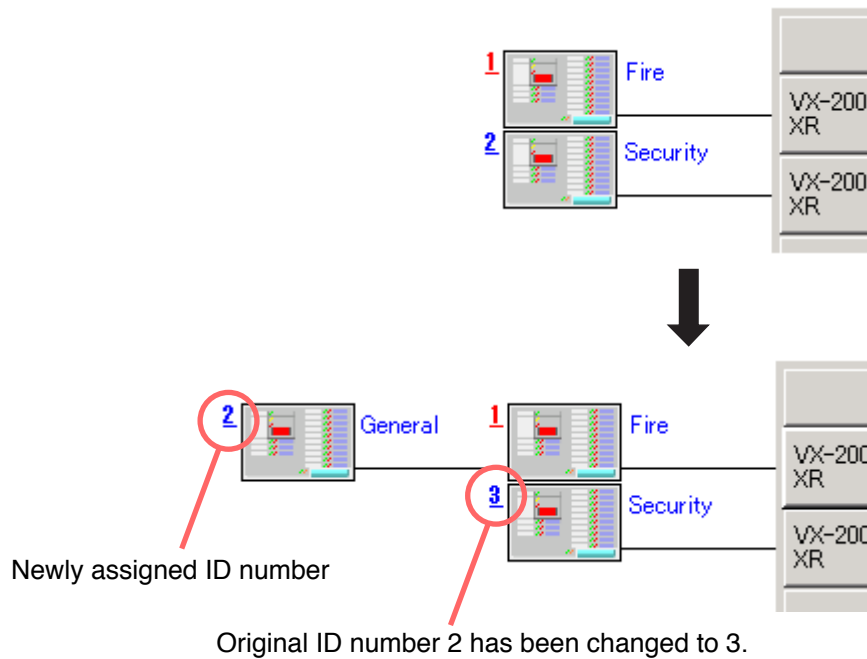 1
Fire
VX-200
XR
2
Security
VX-200
XR
2
General
1
Fire
VX-200
XR
3
Security
VX-200
XR
Newly assigned ID number
Original ID number 2 has been changed to 3.